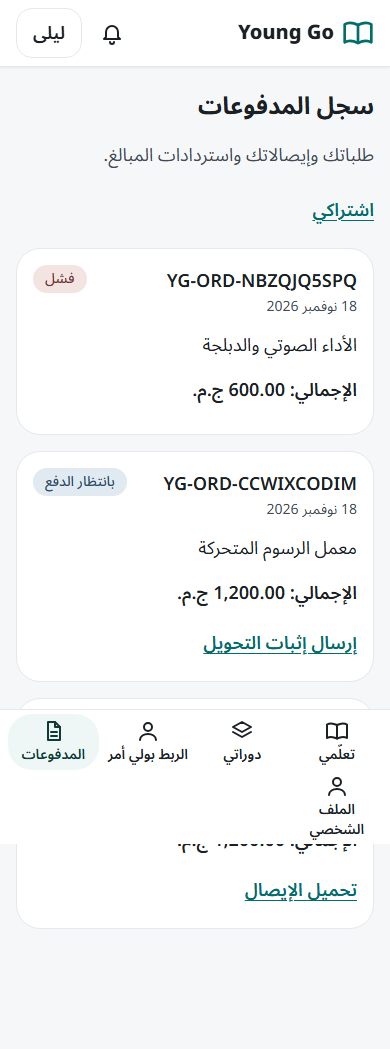 Young Go
ليلى
سجل المدفوعات
طلباتك وإيصالاتك واستردادات المبالغ.
اشتراكي
YG-ORD-NBZQJQ5SPQ
فشل
18 نوفمبر 2026
الأداء الصوتي والدبلجة
الإجمالي: 600.00 ج.م.
YG-ORD-CCWIXCODIM
بانتظار الدفع
18 نوفمبر 2026
معمل الرسوم المتحركة
الإجمالي: 1,200.00 ج.م.
إرسال إثبات التحويل
تعلّمي
دوراتي
الربط بولي أمر
المدفوعات
الملف
الشخصي
تحميل الإيصال